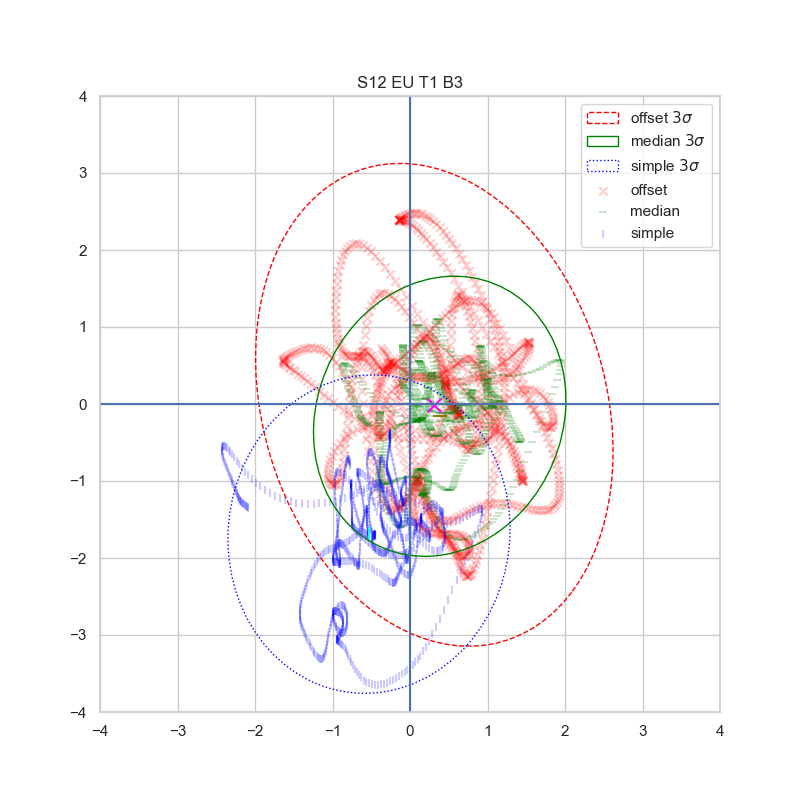 S12 EU T1 B3
offset 3σ
median 3σ
simple 3σ
offset
median
simple
4
3
2
1
0
−1
−2
−3
−4
−4 −3 −2 −1 0 1 2 3 4